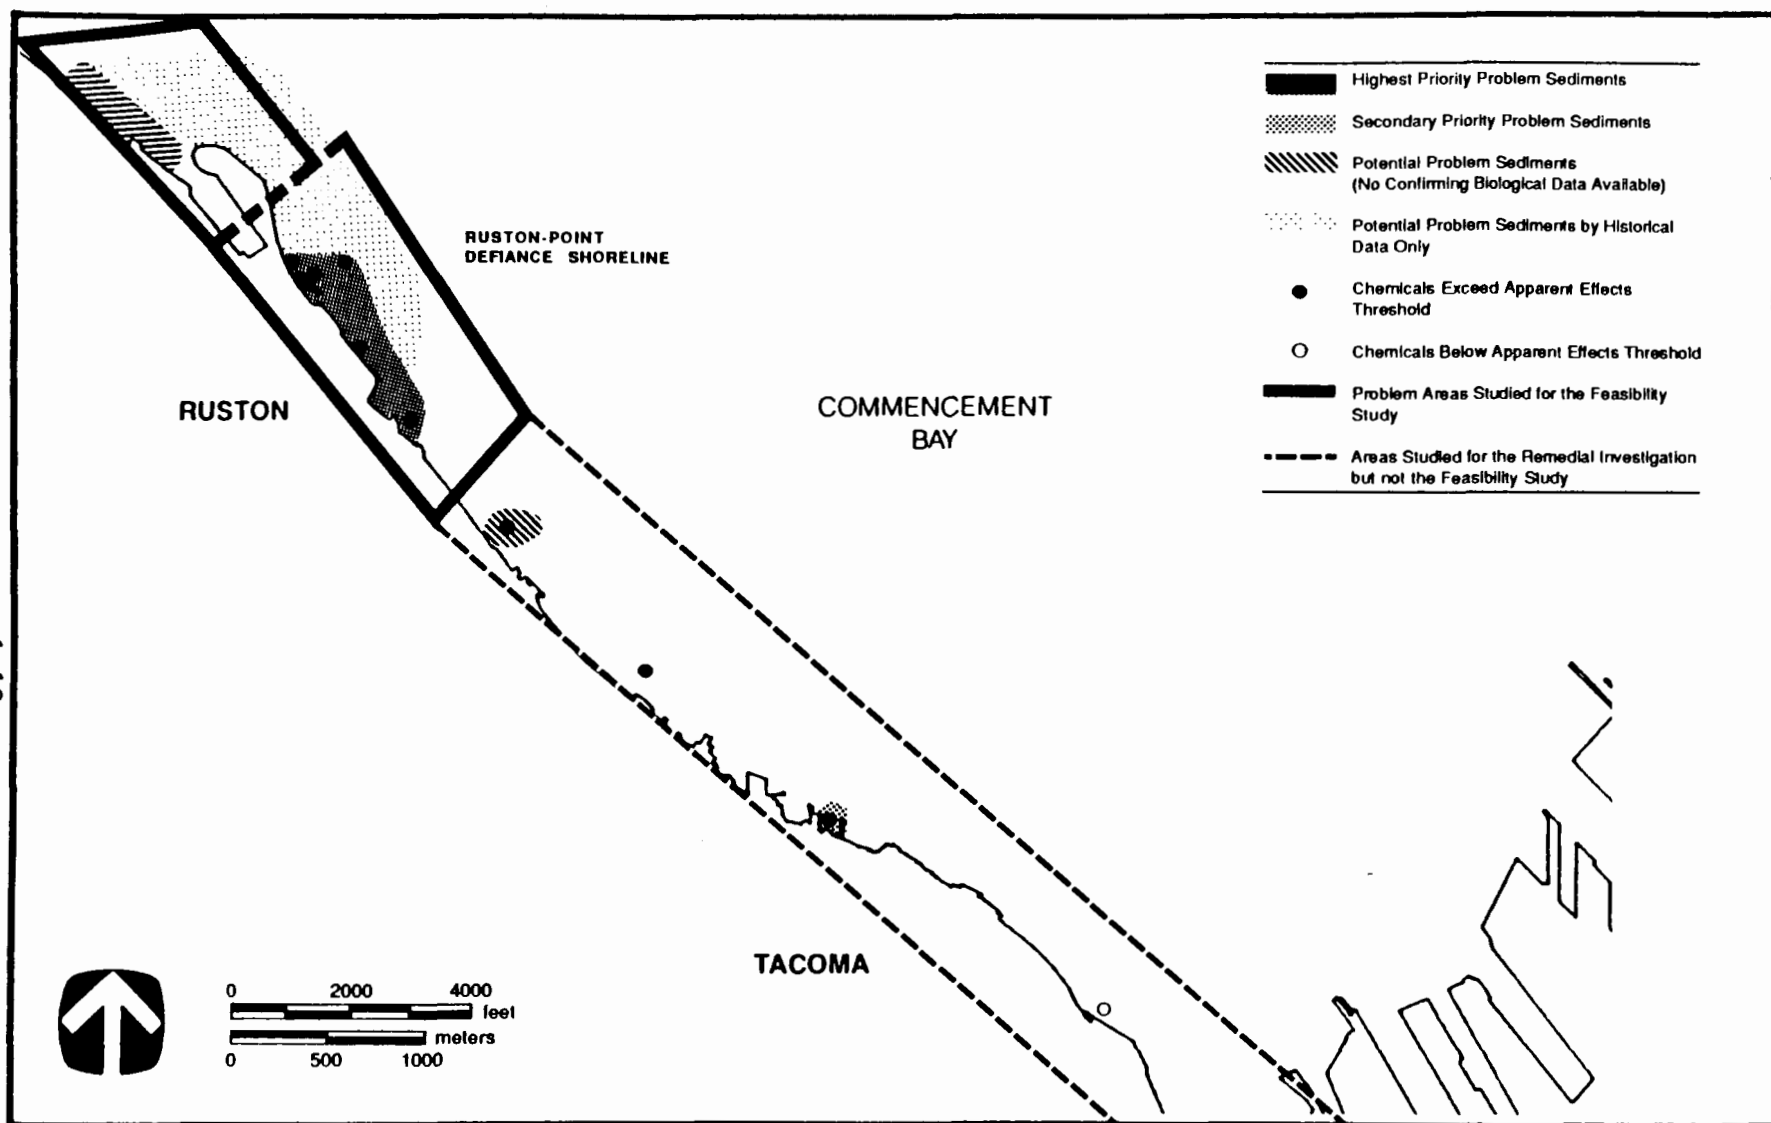 Highest Priority Problem Sediments
Secondary Priority Problem Sediments
Potential Problem Sediments
(No Confirming Biological Data Available)
Potential Problem Sediments by Historical
Data Only
Chemicals Exceed Apparent Effects
Threshold
Chemicals Below Apparent Effects Threshold
Problem Areas Studied for the Feasibility
Study
Areas Studied for the Remedial Investigation
but not the Feasibility Study
RUSTON-POINT
DEFIANCE SHORELINE
RUSTON
COMMENCEMENT
BAY
TACOMA
0 2000 4000
feet
meters
0 500 1000